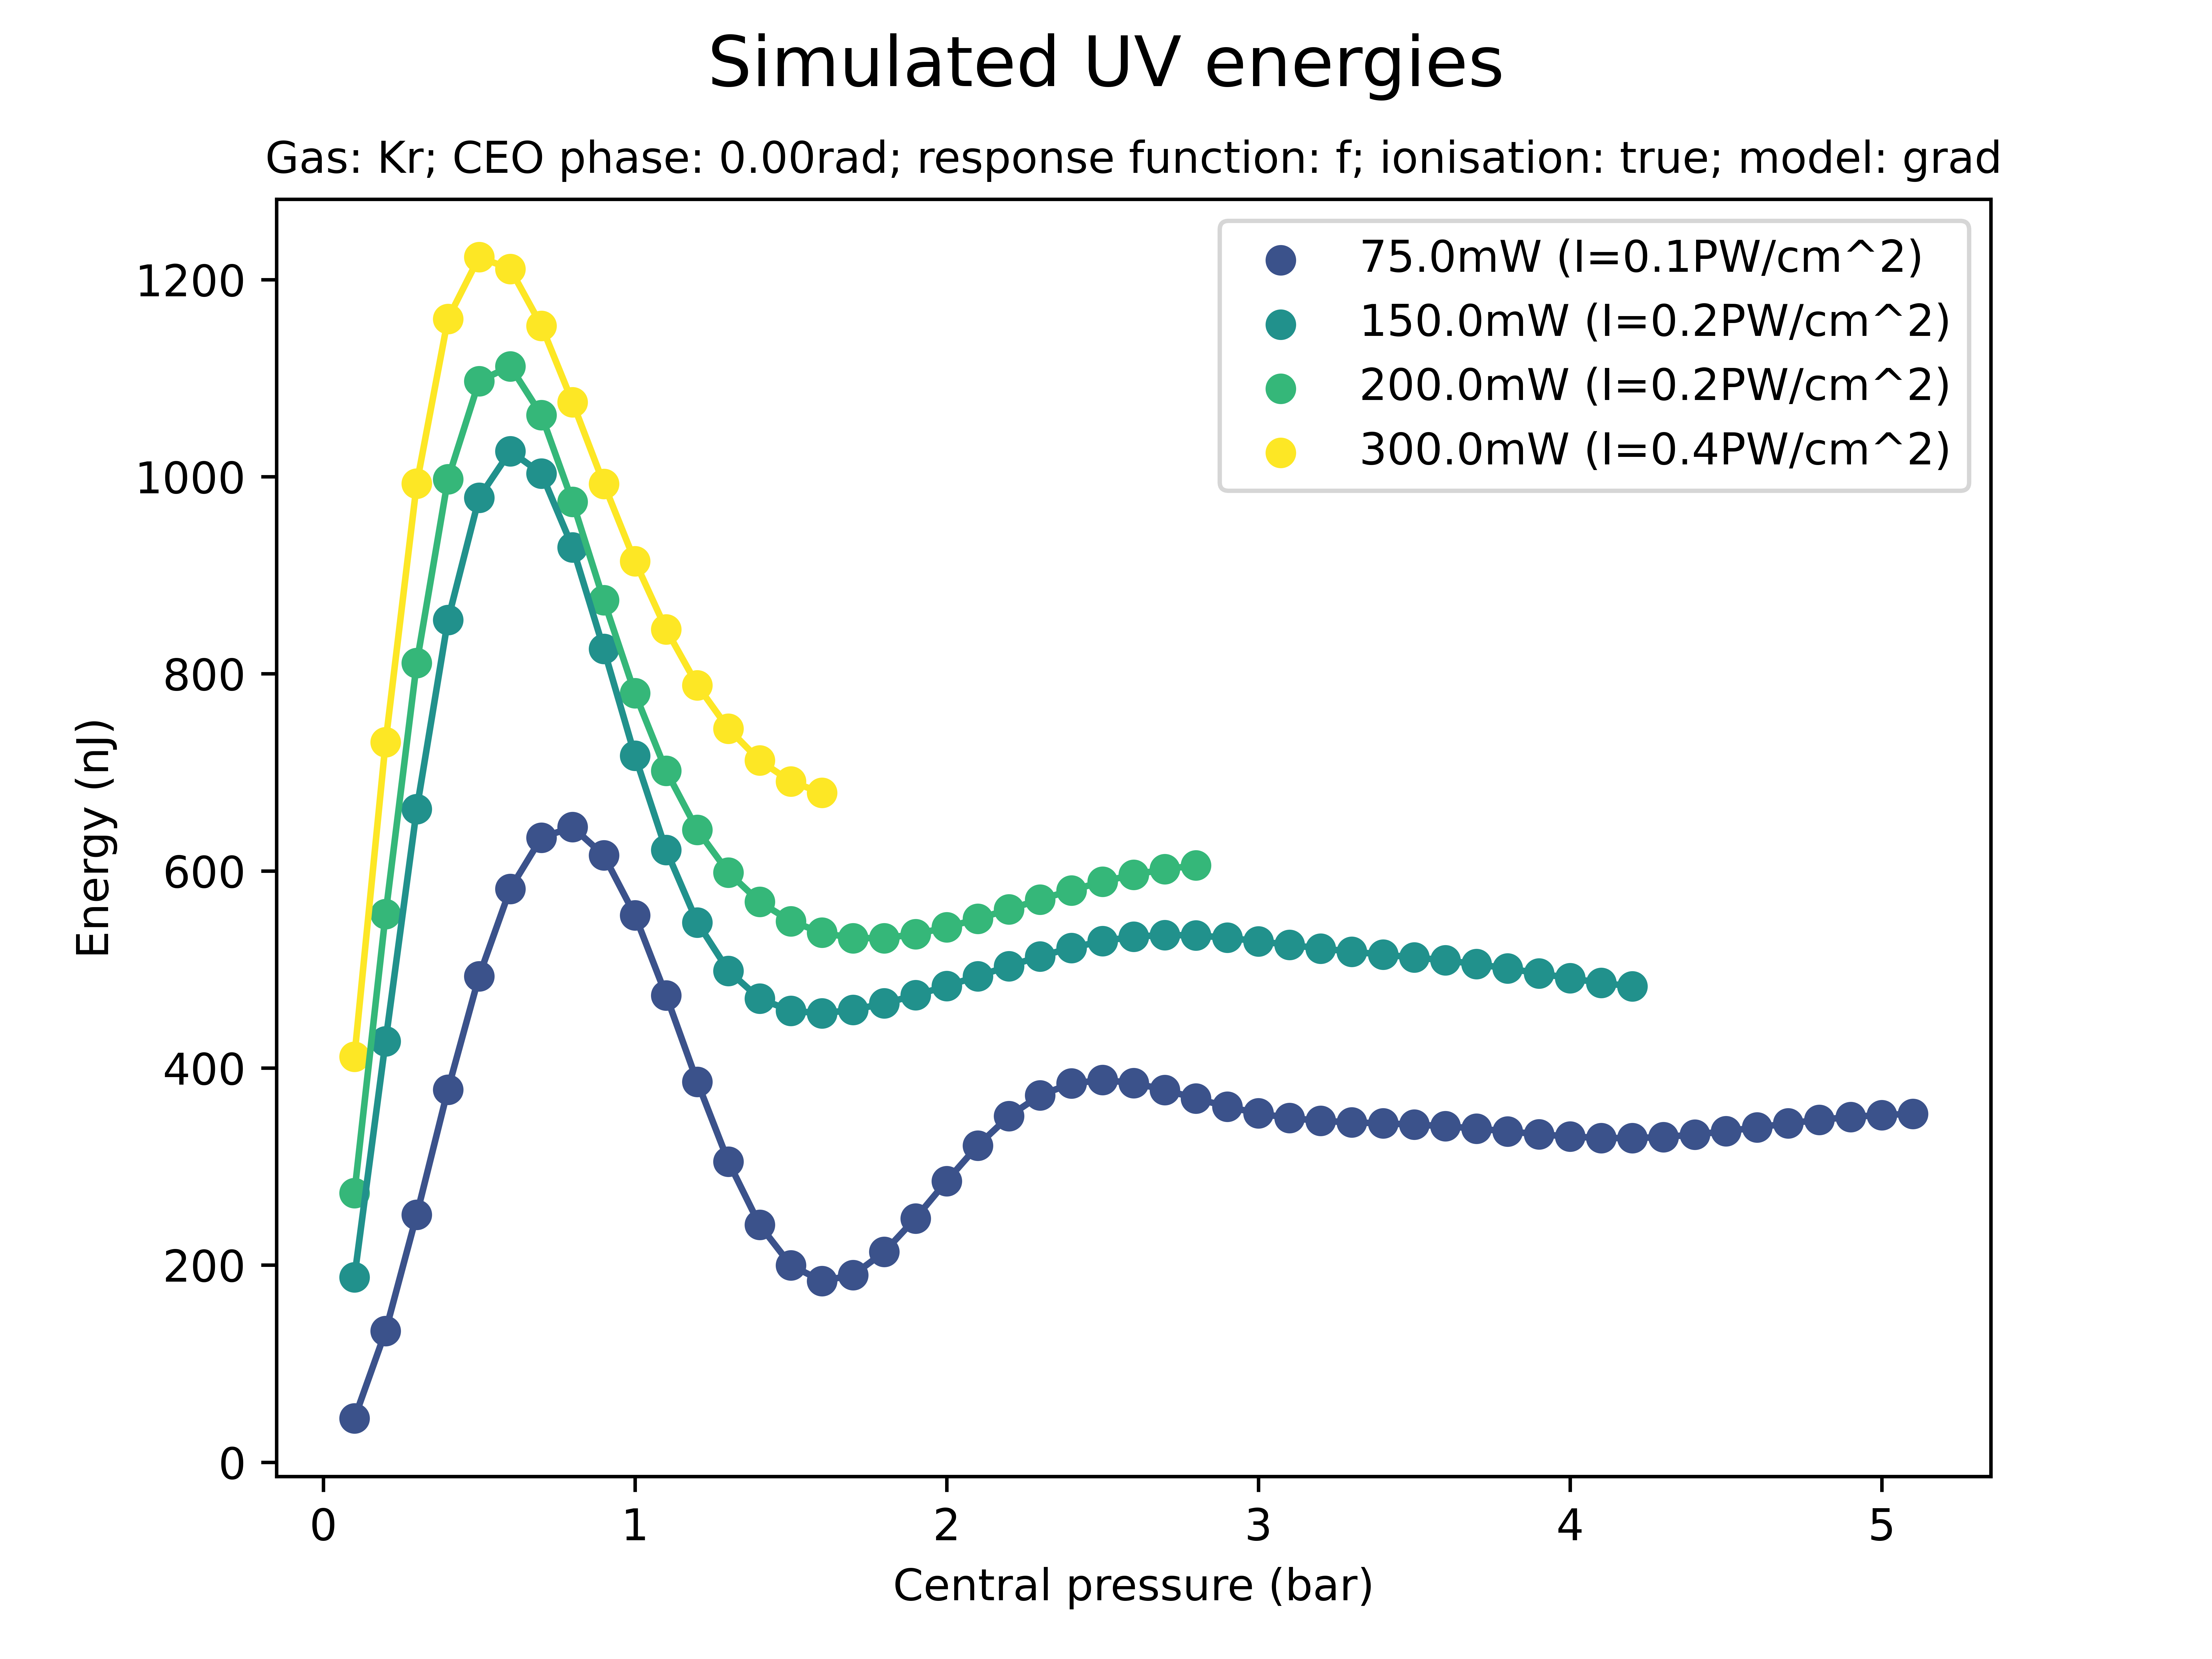 Simulated UV energies
Gas: Kr; CEO phase: 0.00rad; response function: f; ionisation: true; model: grad
75.0mW (I=0.1PW/cm^2)
150.0mW (I=0.2PW/cm^2)
200.0mW (I=0.2PW/cm^2)
300.0mW (I=0.4PW/cm^2)
Energy (nJ)
1200
1000
800
600
400
200
0
0 1 2 3 4 5
Central pressure (bar)